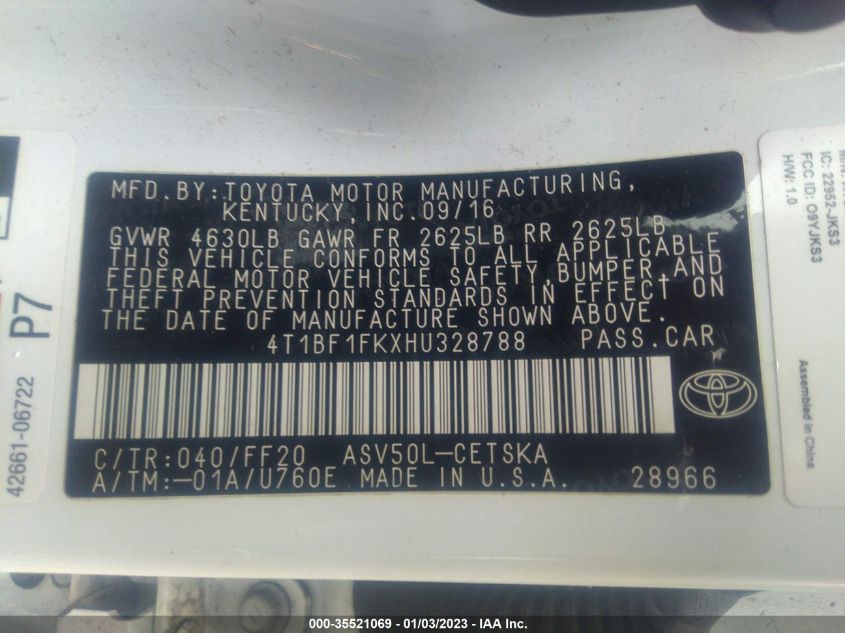 MFD.BY:TOYOTA MOTOR MANUFACTURING,
KENTUCKY,INC.09/16
GVWR 4630LB GAWR FR 2625LB RR 2625LB
THIS VEHICLE CONFORMS TO ALL APPLICABLE
FEDERAL MOTOR VEHICLE SAFETY,BUMPER,AND
THEFT PREVENTION STANDARDS IN EFFECT ON
THE DATE OF MANUFACTURE SHOWN ABOVE.
4T1BF1FKXHU328788 PASS.CAR
C/TR:040/FF20 ASV50L-CETSKA
A/TM:-01A/U760E MADE IN U.S.A. 28966
42661-06722
P7
IC: 22952-JKS3
FCC ID: O9YJKS3
H/W: 1.0
Assembled in China
000-35521069 - 01/03/2023 - IAA Inc.